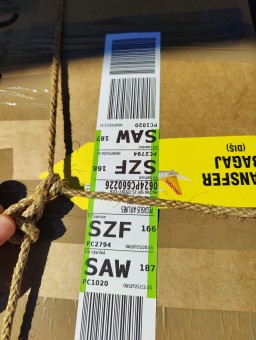 PC1020
SAW 187
PC2794
SZF 166
0624PC660226
TRANSFER
BAGAJ
(DIŞ)
SZF 166
PC2794
SAW 187
PC1020